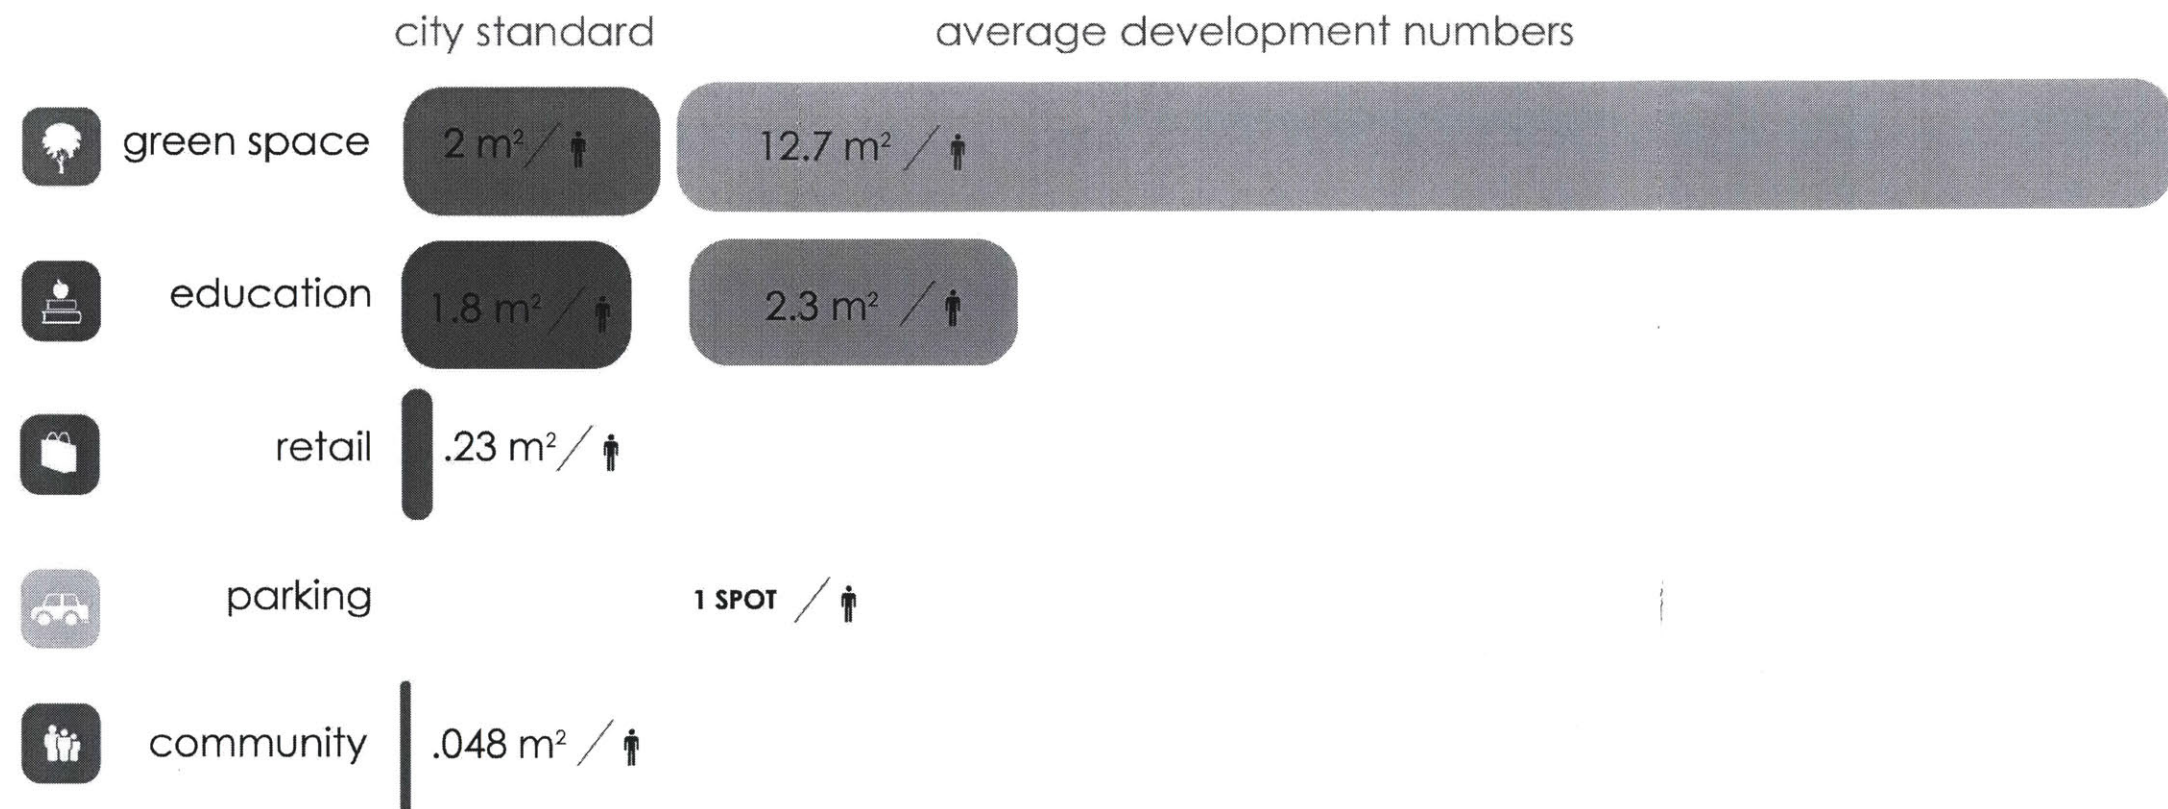 city standard average development numbers
green space 2 m² / 12.7 m² /
education 1.8 m² / 2.3 m² /
retail .23 m² /
parking 1 SPOT /
community .048 m² /